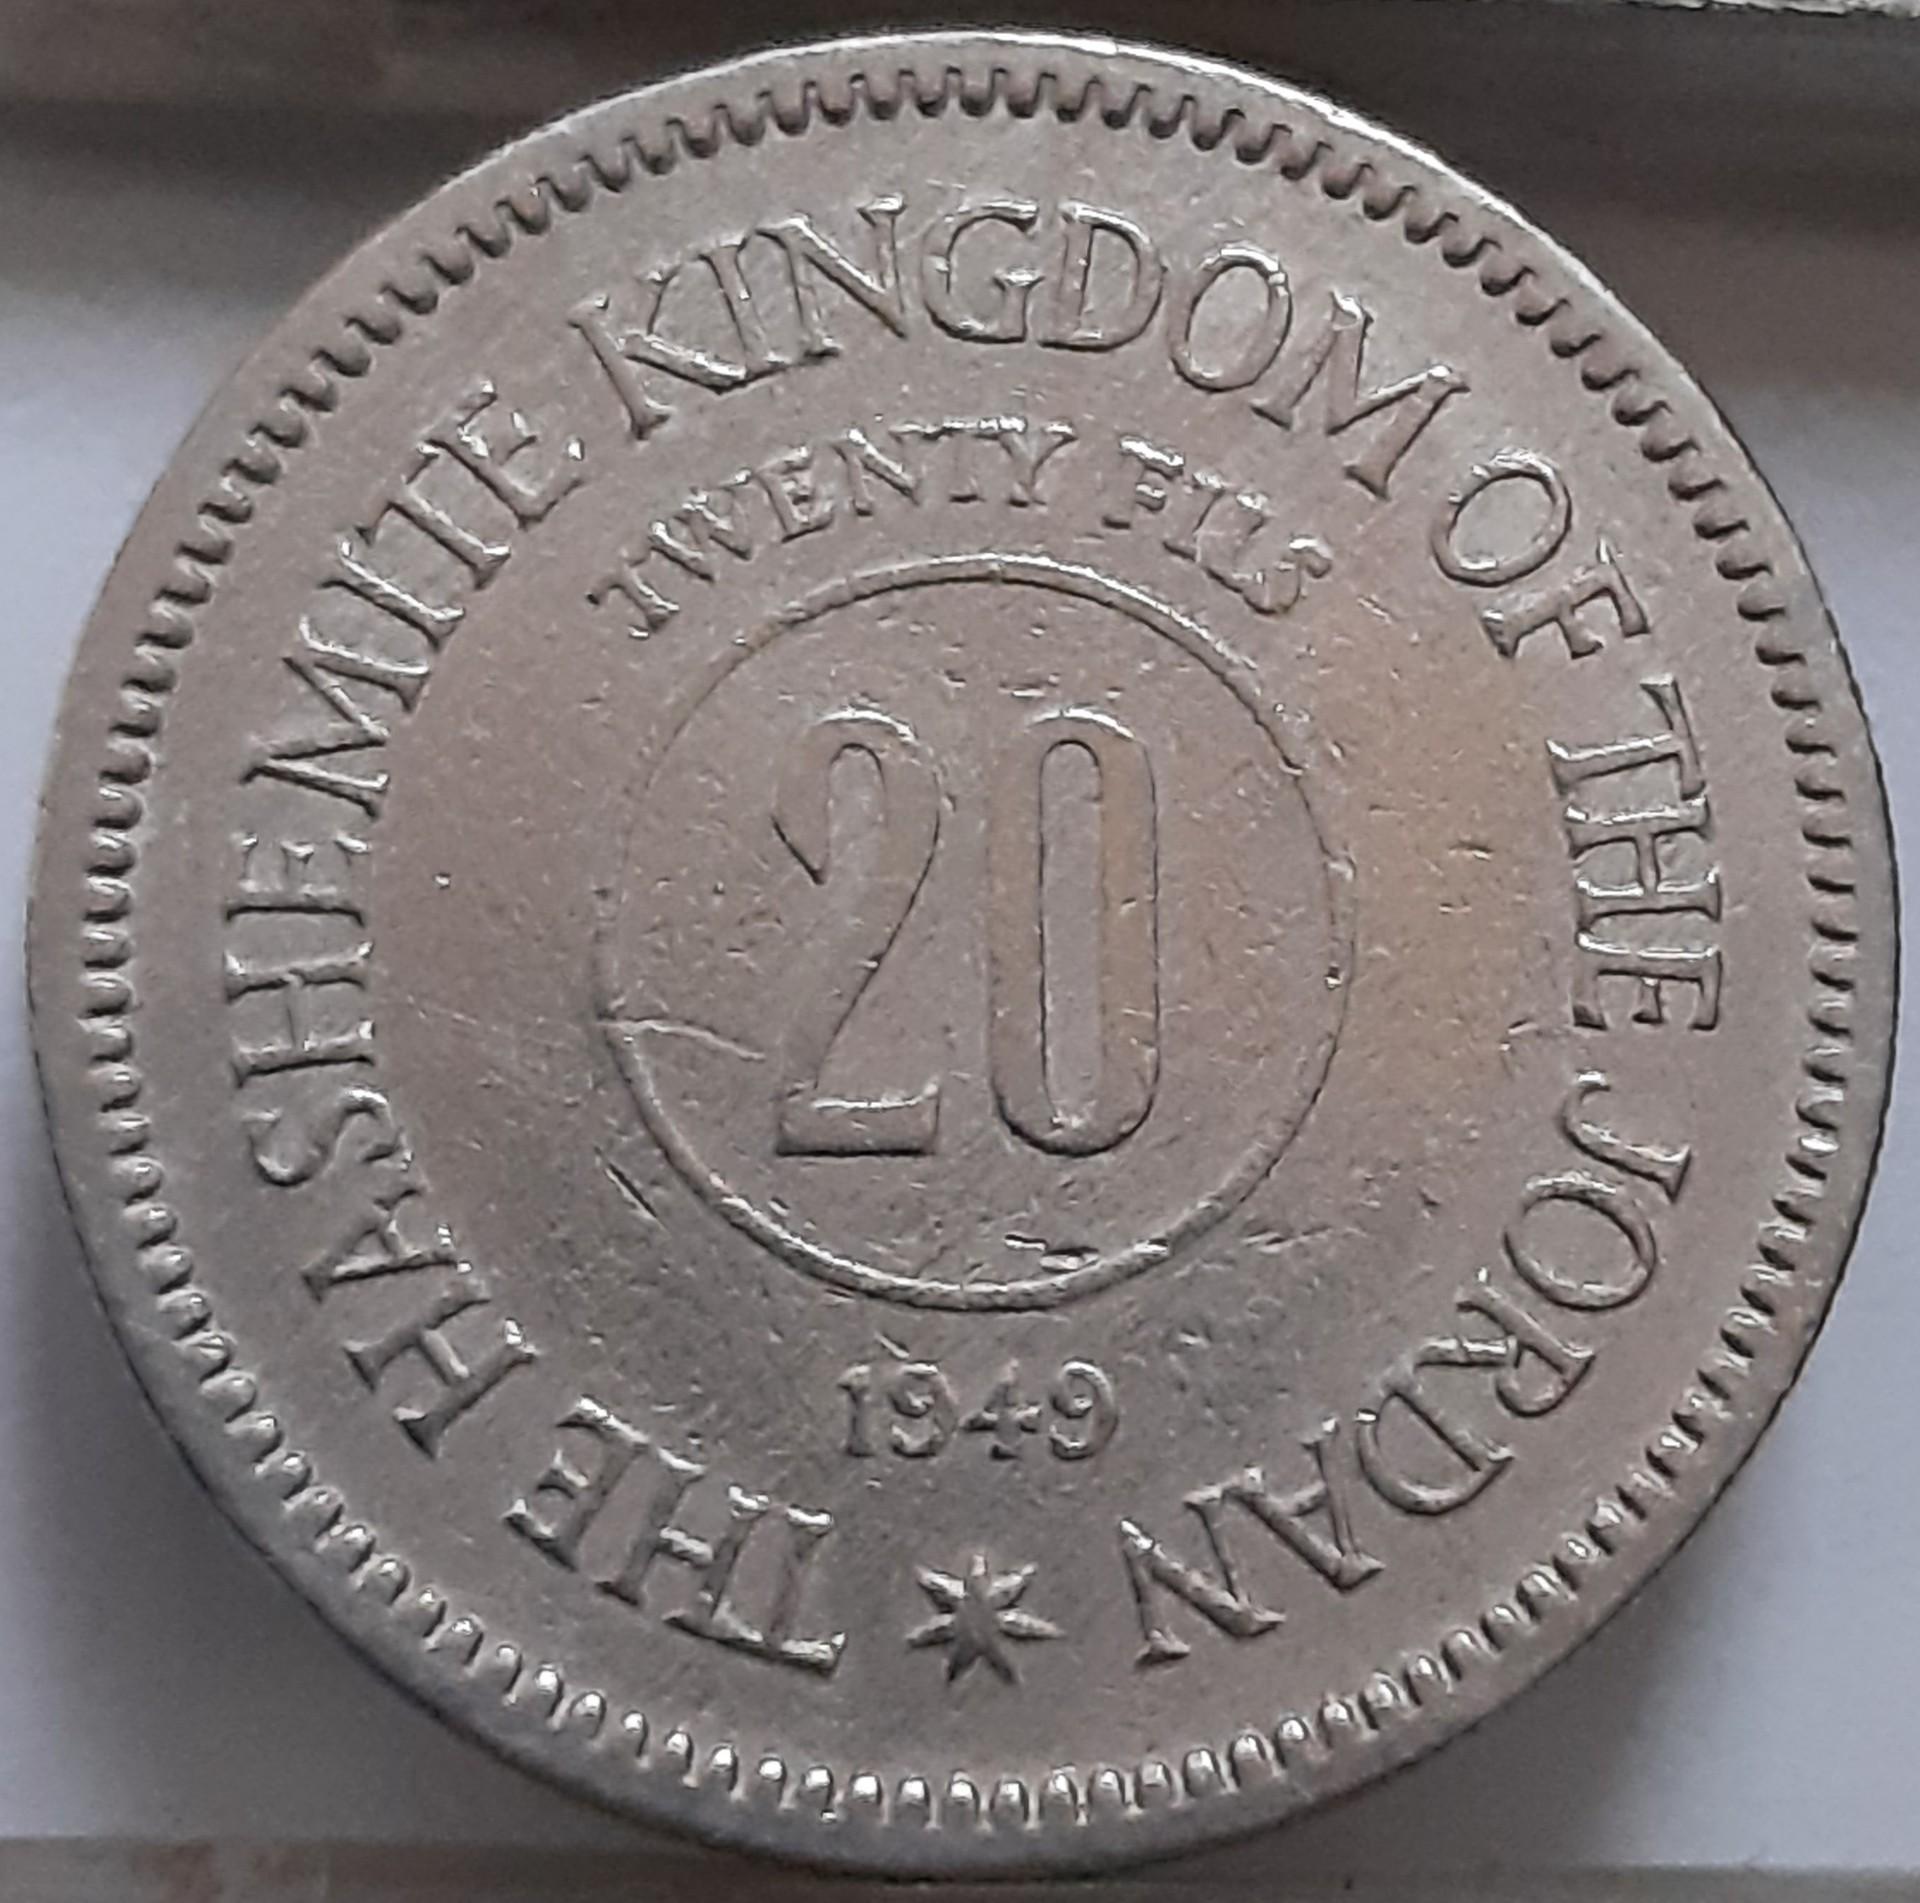 THE HASHEMITE KINGDOM OF THE JORDAN
TWENTY FILS
20
1949